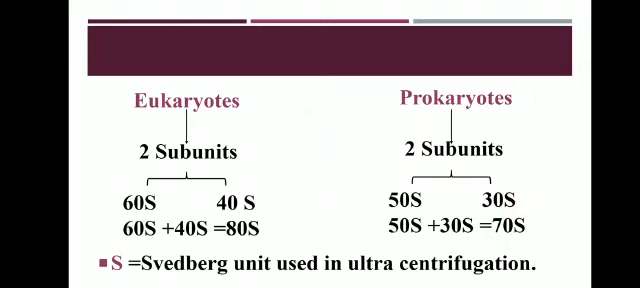 Eukaryotes
2 Subunits
60S 40 S
60S +40S =80S
Prokaryotes
2 Subunits
50S 30S
50S +30S =70S
S =Svedberg unit used in ultra centrifugation.